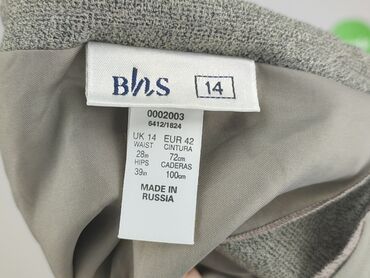 BhS 14
0002003
6412/1824
UK 14 EUR 42
WAIST CINTURA
28in 72cm
HIPS CADERAS
39in 100cm
MADE IN
RUSSIA